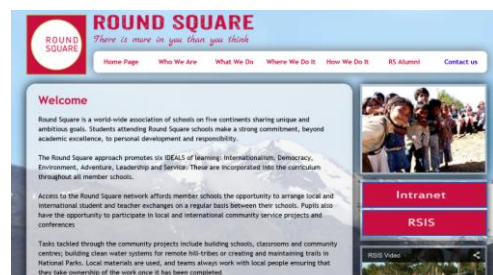 ROUND SQUARE
ROUND
SQUARE
There is more in you than you think
Home Page Who We Are What We Do Where We Do It How We Do It RS Alumni Contact us
Welcome
Round Square is a world-wide association of schools on five continents sharing unique and
ambitious goals. Students attending Round Square schools make a strong commitment, beyond
academic excellence, to personal development and responsibility.
The Round Square approach promotes six IDEALS of learning: Internationalism, Democracy,
Environment, Adventure, Leadership and Service. These are incorporated into the curriculum
throughout all member schools.
Access to the Round Square network affords member schools the opportunity to arrange local and
international student and teacher exchanges on a regular basis between their schools. Pupils also
have the opportunity to participate in local and international community service projects and
conferences
Tasks tackled through the community projects include building schools, classrooms and community
centres; building clean water systems for remote hill-tribes or creating and maintaining trails in
National Parks. Local materials are used, and teams always work with local people ensuring that
they take ownership of the work once it has been completed
Intranet
RSIS
RSIS Video